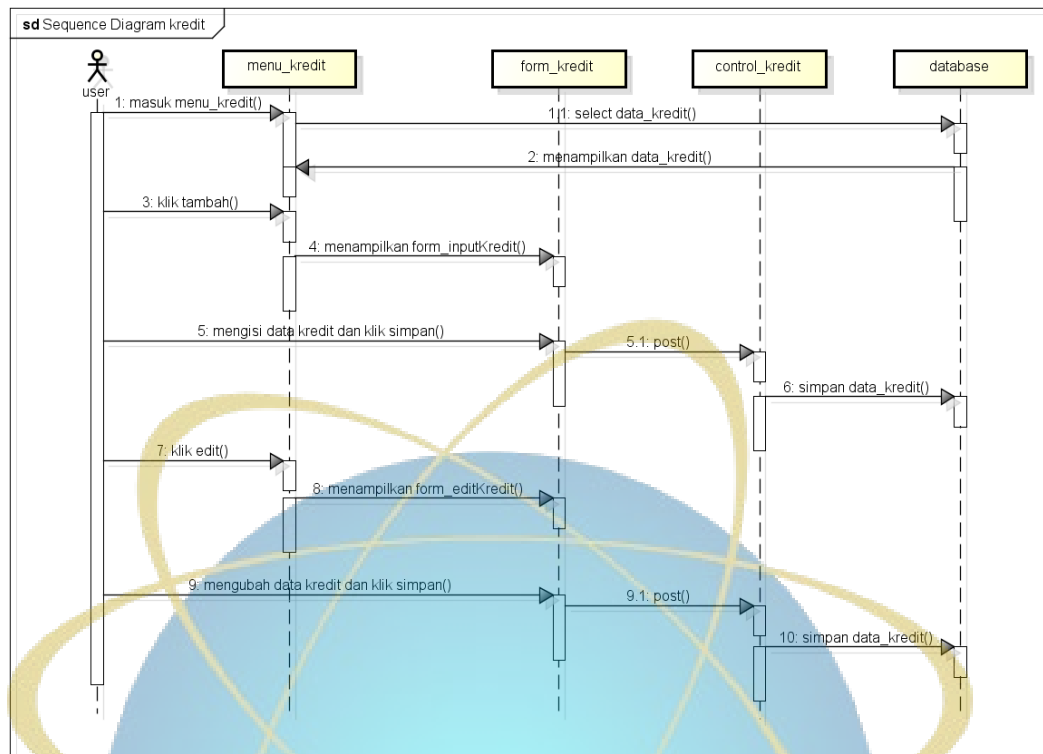 sd Sequence Diagram kredit
menu_kredit
form_kredit
control_kredit
database
user
1: masuk menu_kredit()
1.1: select data_kredit()
2: menampilkan data_kredit()
3: klik tambah()
4: menampilkan form_inputKredit()
5: mengisi data kredit dan klik simpan()
5.1: post()
6: simpan data_kredit()
7: klik edit()
8: menampilkan form_editKredit()
9: mengubah data kredit dan klik simpan()
9.1: post()
10: simpan data_kredit()